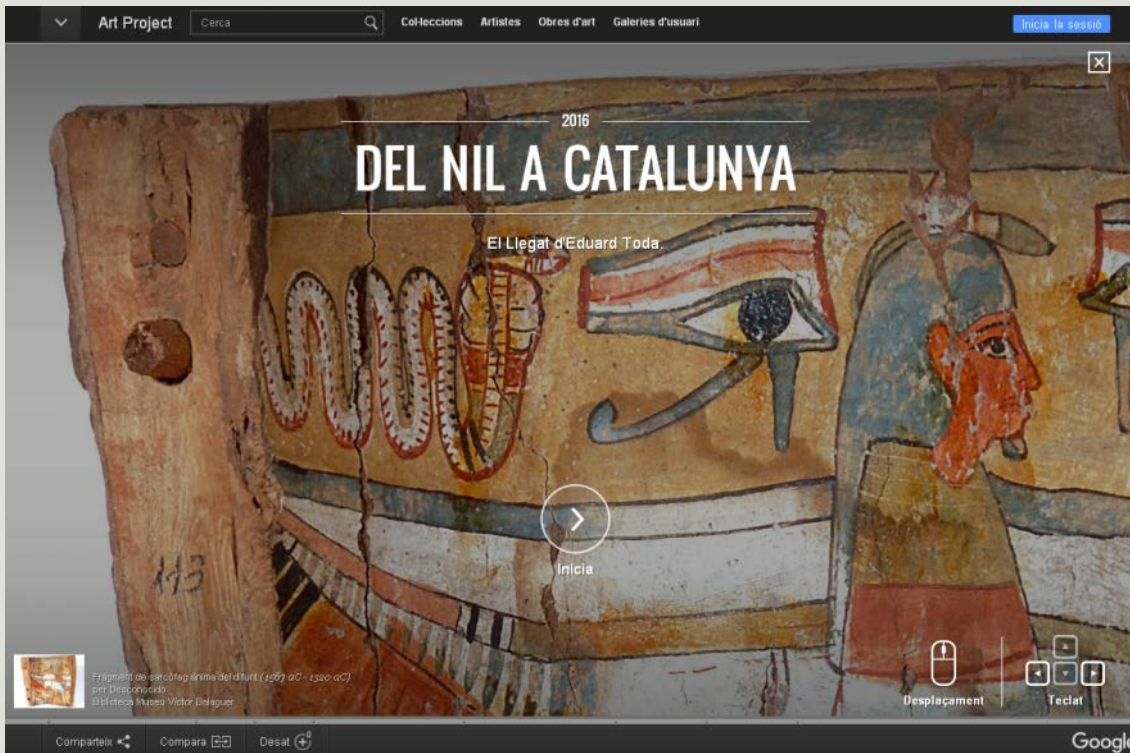 Art Project
Cerca
Col·leccions Artistes Obres d'art Galeries d'usuari
Inicia la sessió
2016
DEL NIL A CATALUNYA
El Llegat d'Eduard Toda.
Inicia
113
Fragment de sarcòfag ànima del difunt (1567 aC - 1320 aC)
per Desconocido
Biblioteca Museu Víctor Balaguer
Desplaçament
Teclat
Comparteix Compara Desat 0
Google